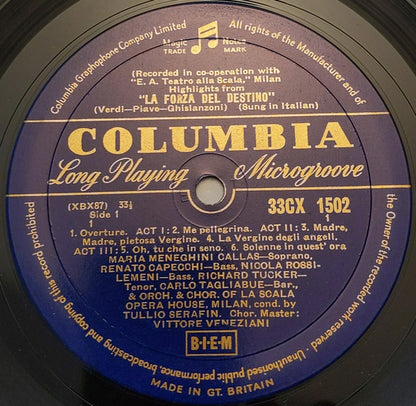 Columbia Graphophone Company Limited
All rights of the Manufacturer and of
the Owner of the recorded work reserved · Unauthorised public performance, broadcasting and copying of this record prohibited
Magic Notes
TRADE MARK
(Recorded in co-operation with
"E. A. Teatro alla Scala," Milan
Highlights from
"LA FORZA DEL DESTINO"
(Verdi—Piave—Ghislanzoni) (Sung in Italian)
COLUMBIA
Long Playing Microgroove
(XBX87) 33⅓ 33CX 1502
Side 1
1 1
1. Overture. ACT I: 2. Me pellegrina. ACT II: 3. Madre,
Madre, pietosa Vergine. 4. La Vergine degli angeli.
ACT III: 5. Oh, tu che in seno. 6. Solenne in quest' ora
MARIA MENEGHINI CALLAS—Soprano,
RENATO CAPECCHI—Bass, NICOLA ROSSI-
LEMENI—Bass, RICHARD TUCKER—
Tenor, CARLO TAGLIABUE—Bar.,
& ORCH. & CHOR. OF LA SCALA
OPERA HOUSE, MILAN, cond. by
TULLIO SERAFIN. Chor. Master:
VITTORE VENEZIANI
B·I·E·M
MADE IN GT. BRITAIN